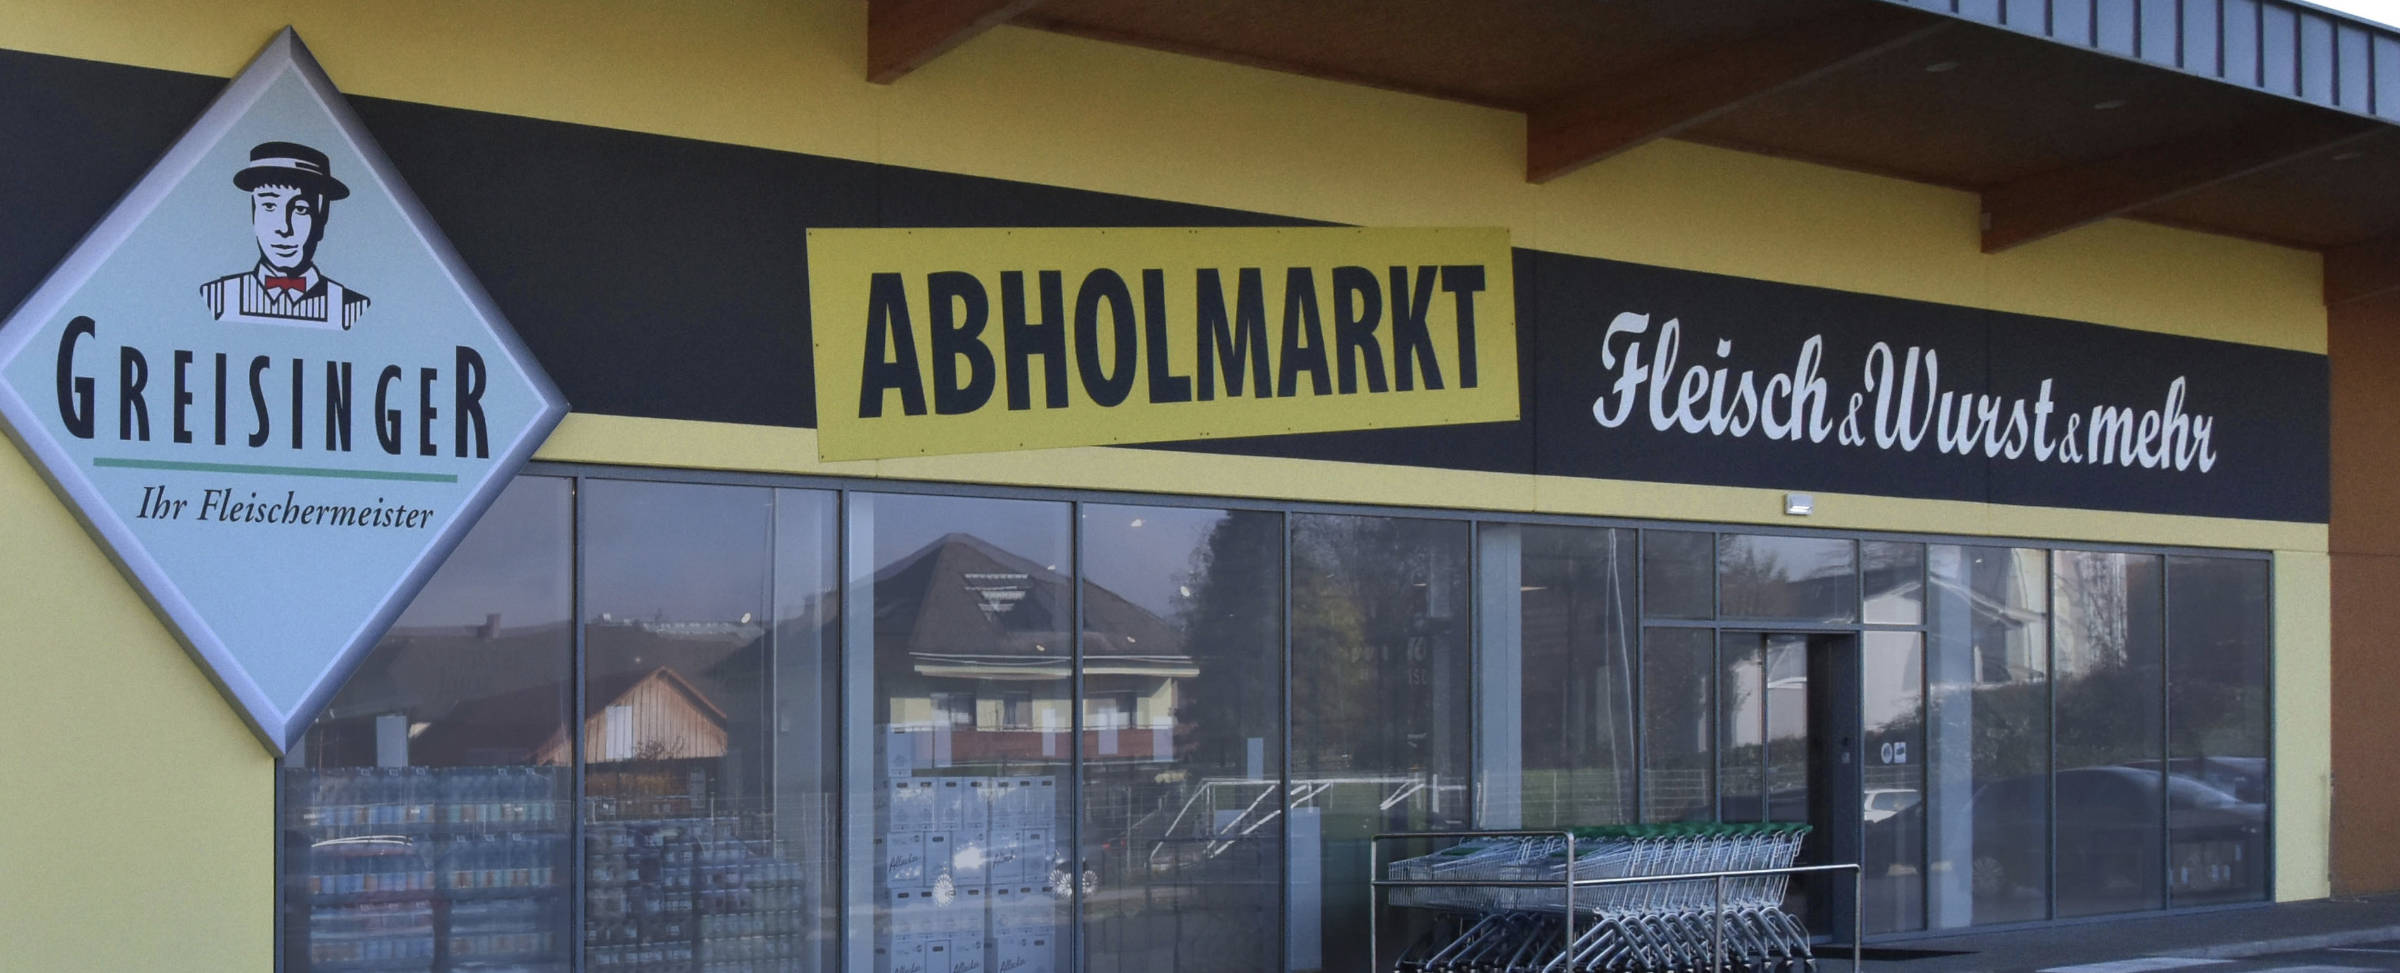 GREISINGER
Ihr Fleischermeister
ABHOLMARKT
Fleisch & Wurst & mehr